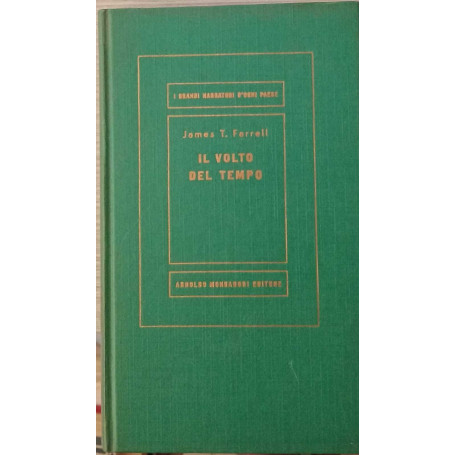 I GRANDI NARRATORI D'OGNI PAESE
James T. Farrell
IL VOLTO
DEL TEMPO
ARNOLDO MONDADORI EDITORE